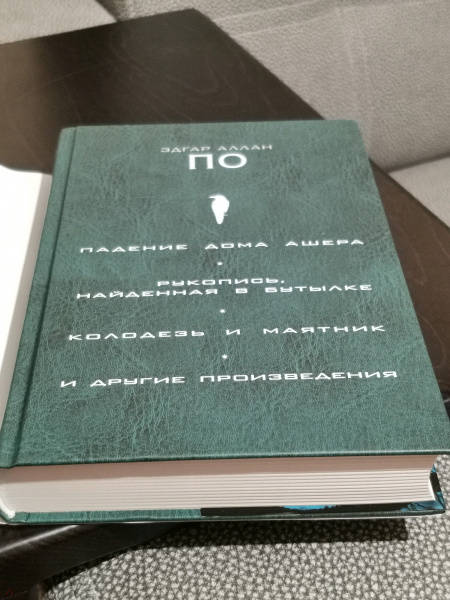 ЭДГАР АЛЛАН
ПО
ПАДЕНИЕ ДОМА АШЕРА
РУКОПИСЬ,
НАЙДЕННАЯ В БУТЫЛКЕ
КОЛОДЕЗЬ И МАЯТНИК
И ДРУГИЕ ПРОИЗВЕДЕНИЯ